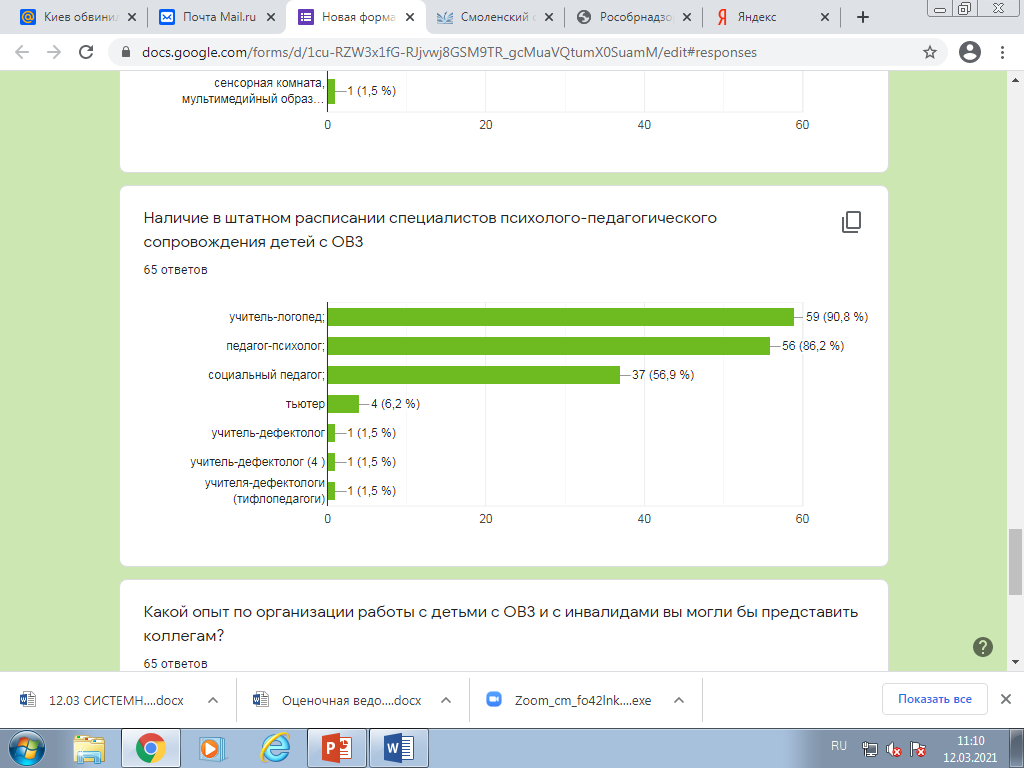 Киев обвини
Почта Mail.ru
Новая форма
Смоленский
Рособрнадзо
Яндекс
docs.google.com/forms/d/1cu-RZW3x1fG-RJjvwj8GSM9TR_gcMuaVQtumX0SuamM/edit#responses
сенсорная комната,
мультимедийный образ…
1 (1,5 %)
0 20 40 60
Наличие в штатном расписании специалистов психолого-педагогического
сопровождения детей с ОВЗ
65 ответов
учитель-логопед; 59 (90,8 %)
педагог-психолог; 56 (86,2 %)
социальный педагог; 37 (56,9 %)
тьютер 4 (6,2 %)
учитель-дефектолог 1 (1,5 %)
учитель-дефектолог (4 ) 1 (1,5 %)
учителя-дефектологи
(тифлопедагоги)
1 (1,5 %)
0 20 40 60
Какой опыт по организации работы с детьми с ОВЗ и с инвалидами вы могли бы представить
коллегам?
65 ответов
12.03 СИСТЕМН....docx
Оценочная ведо....docx
Zoom_cm_fo42lnk....exe
Показать все
RU
11:10
12.03.2021